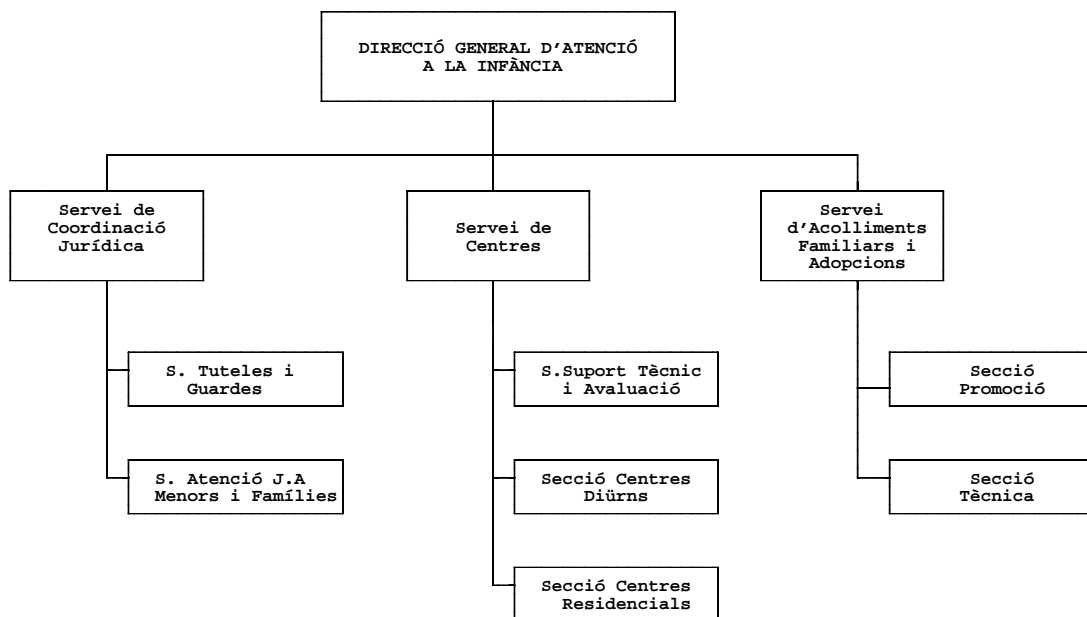 DIRECCIÓ GENERAL D'ATENCIÓ
A LA INFÀNCIA
Servei de
Coordinació
Jurídica
Servei de
Centres
Servei
d'Acolliments
Familiars i
Adopcions
S. Tuteles i
Guardes
S.Suport Tècnic
i Avaluació
Secció
Promoció
S. Atenció J.A
Menors i Famílies
Secció Centres
Diürns
Secció
Tècnica
Secció Centres
Residencials